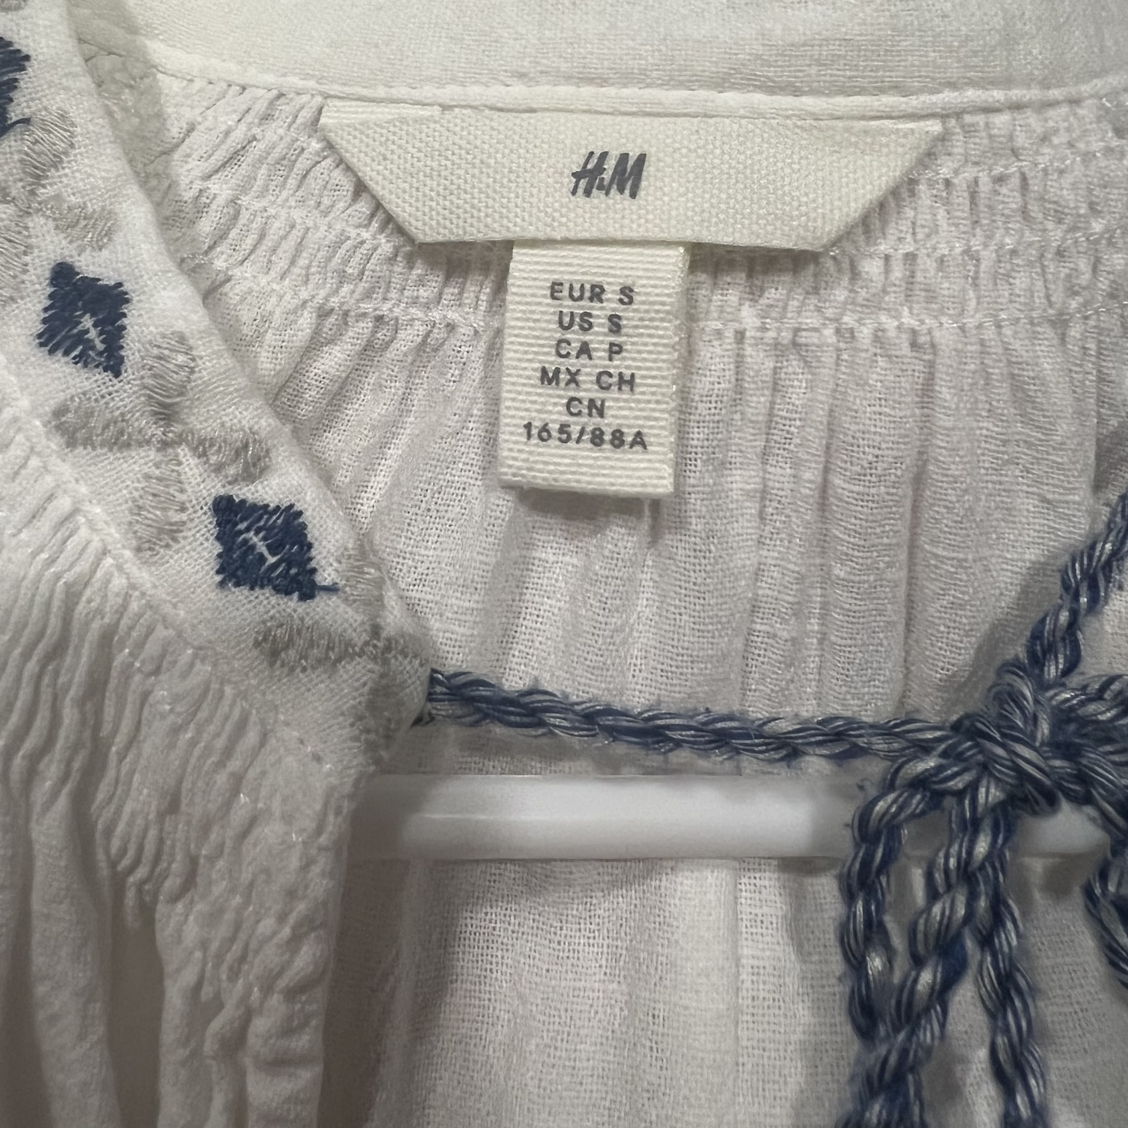 H&M
EUR S
US S
CA P
MX CH
CN
165/88A